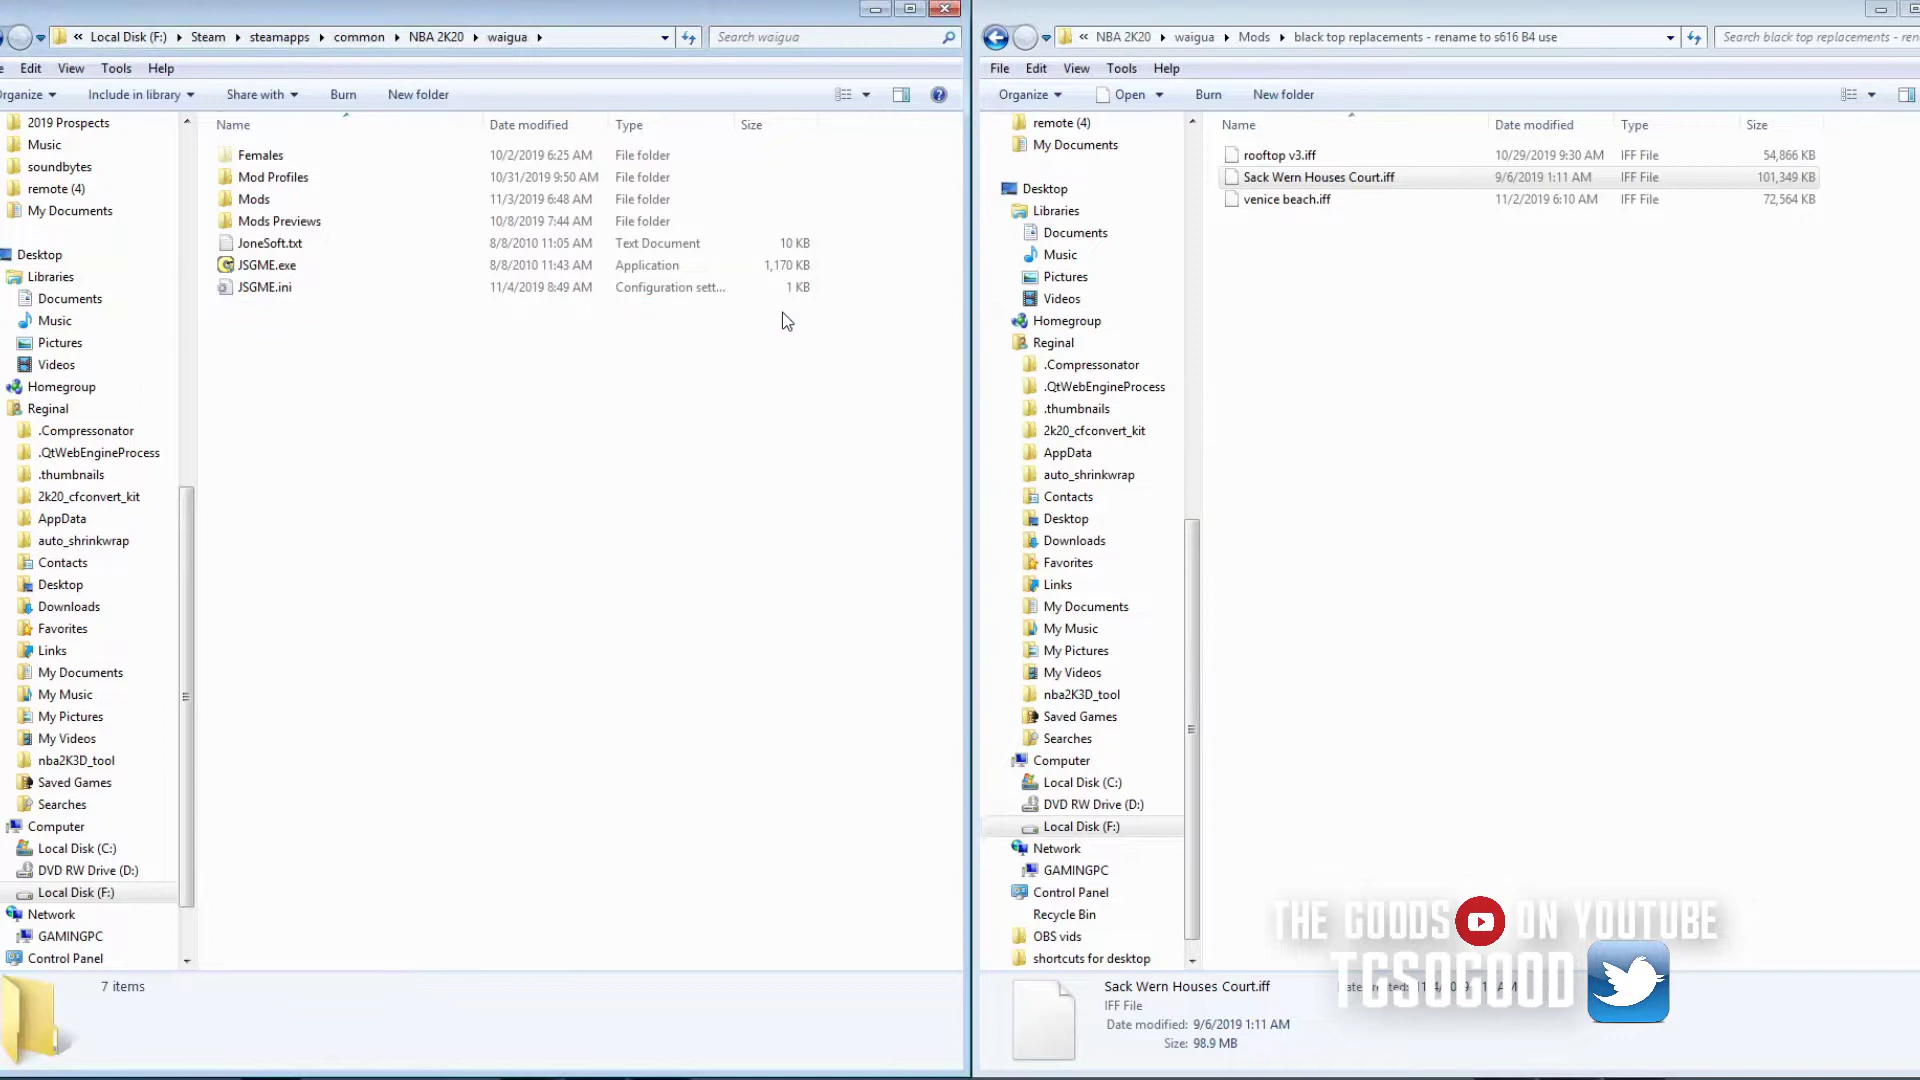 « Local Disk (F:) Steam steamapps common NBA 2K20 waigua
Search waigua
Edit View Tools Help
rganize Include in library Share with Burn New folder
2019 Prospects
Music
soundbytes
remote (4)
My Documents
Desktop
Libraries
Documents
Music
Pictures
Videos
Homegroup
Reginal
.Compressonator
.QtWebEngineProcess
.thumbnails
2k20_cfconvert_kit
AppData
auto_shrinkwrap
Contacts
Desktop
Downloads
Favorites
Links
My Documents
My Music
My Pictures
My Videos
nba2K3D_tool
Saved Games
Searches
Computer
Local Disk (C:)
DVD RW Drive (D:)
Local Disk (F:)
Network
GAMINGPC
Control Panel
Name Date modified Type Size
Females 10/2/2019 6:25 AM File folder
Mod Profiles 10/31/2019 9:50 AM File folder
Mods 11/3/2019 6:48 AM File folder
Mods Previews 10/8/2019 7:44 AM File folder
JoneSoft.txt 8/8/2010 11:05 AM Text Document 10 KB
JSGME.exe 8/8/2010 11:43 AM Application 1,170 KB
JSGME.ini 11/4/2019 8:49 AM Configuration sett... 1 KB
7 items
« NBA 2K20 waigua Mods black top replacements - rename to s616 B4 use
Search black top replacements - ren
File Edit View Tools Help
Organize Open Burn New folder
remote (4)
My Documents
Desktop
Libraries
Documents
Music
Pictures
Videos
Homegroup
Reginal
.Compressonator
.QtWebEngineProcess
.thumbnails
2k20_cfconvert_kit
AppData
auto_shrinkwrap
Contacts
Desktop
Downloads
Favorites
Links
My Documents
My Music
My Pictures
My Videos
nba2K3D_tool
Saved Games
Searches
Computer
Local Disk (C:)
DVD RW Drive (D:)
Local Disk (F:)
Network
GAMINGPC
Control Panel
Recycle Bin
OBS vids
shortcuts for desktop
Name Date modified Type Size
rooftop v3.iff 10/29/2019 9:30 AM IFF File 54,866 KB
Sack Wern Houses Court.iff 9/6/2019 1:11 AM IFF File 101,349 KB
venice beach.iff 11/2/2019 6:10 AM IFF File 72,564 KB
THE GOODS ON YOUTUBE
TCSOGOOD
Sack Wern Houses Court.iff
IFF File
Date modified: 9/6/2019 1:11 AM
Size: 98.9 MB